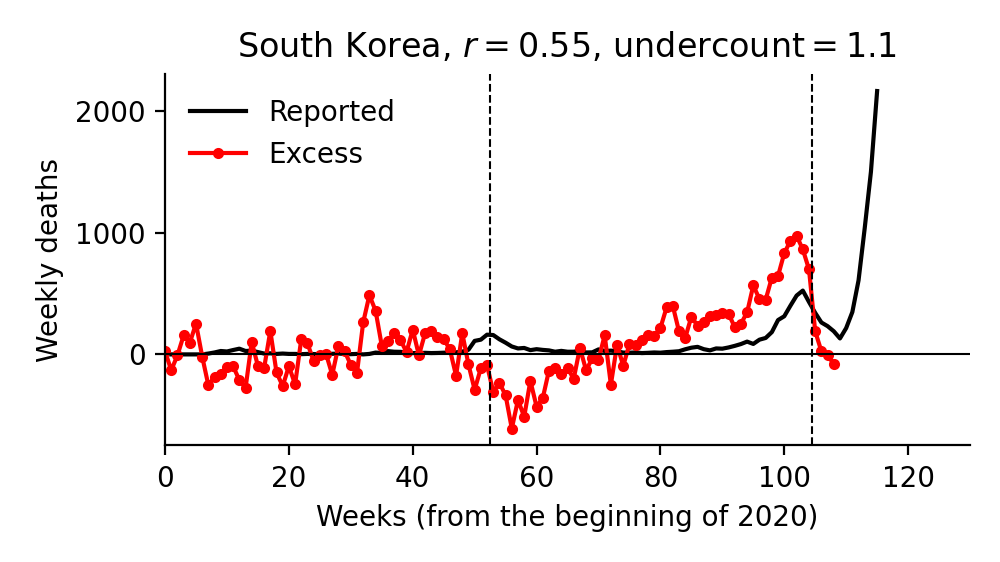 South Korea, r = 0.55, undercount = 1.1
Reported
Excess
Weekly deaths
2000
1000
0
0 20 40 60 80 100 120
Weeks (from the beginning of 2020)